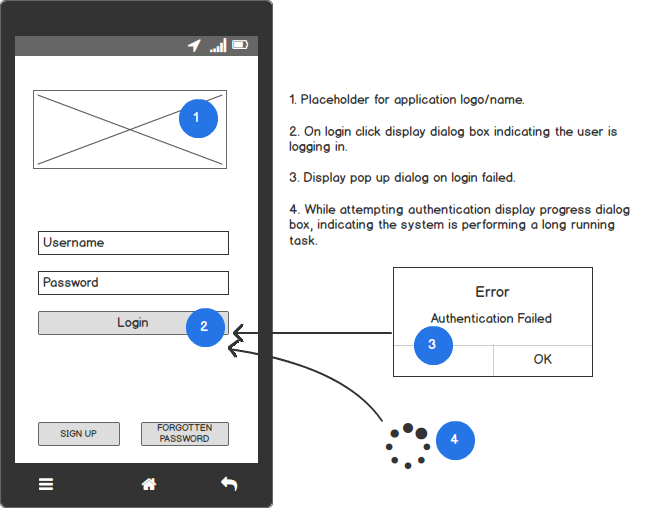 1
1. Placeholder for application logo/name.
2. On login click display dialog box indicating the user is
logging in.
3. Display pop up dialog on login failed.
4. While attempting authentication display progress dialog
box, indicating the system is performing a long running
task.
Username
Password
Login
2
Error
Authentication Failed
3
OK
SIGN UP
FORGOTTEN
PASSWORD
4